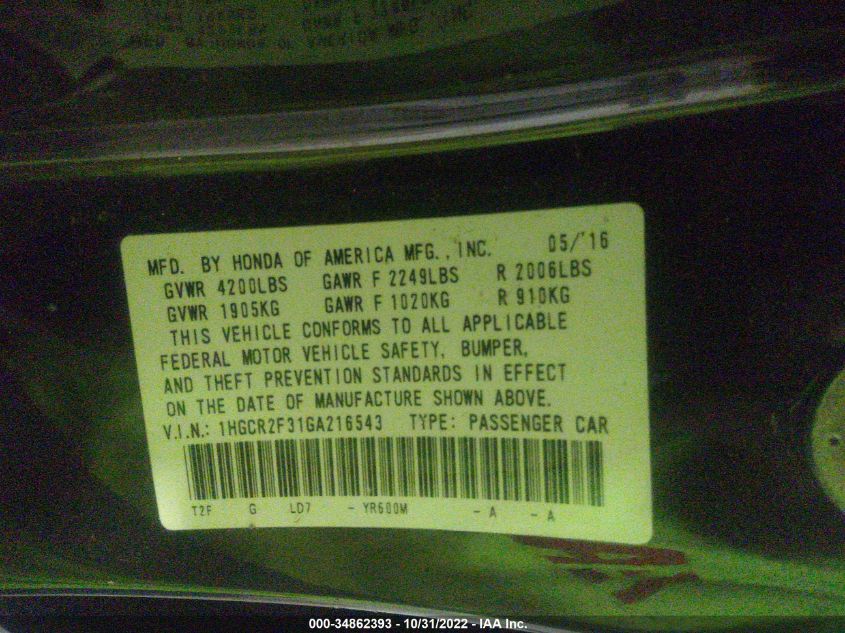 MFD. BY HONDA OF AMERICA MFG., INC. 05/'16
GVWR 4200LBS GAWR F 2249LBS R 2006LBS
GVWR 1905KG GAWR F 1020KG R 910KG
THIS VEHICLE CONFORMS TO ALL APPLICABLE
FEDERAL MOTOR VEHICLE SAFETY, BUMPER,
AND THEFT PREVENTION STANDARDS IN EFFECT
ON THE DATE OF MANUFACTURE SHOWN ABOVE.
V.I.N.: 1HGCR2F31GA216543 TYPE: PASSENGER CAR
T2F G LD7 - YR600M - A - A
000-34862393 - 10/31/2022 - IAA Inc.